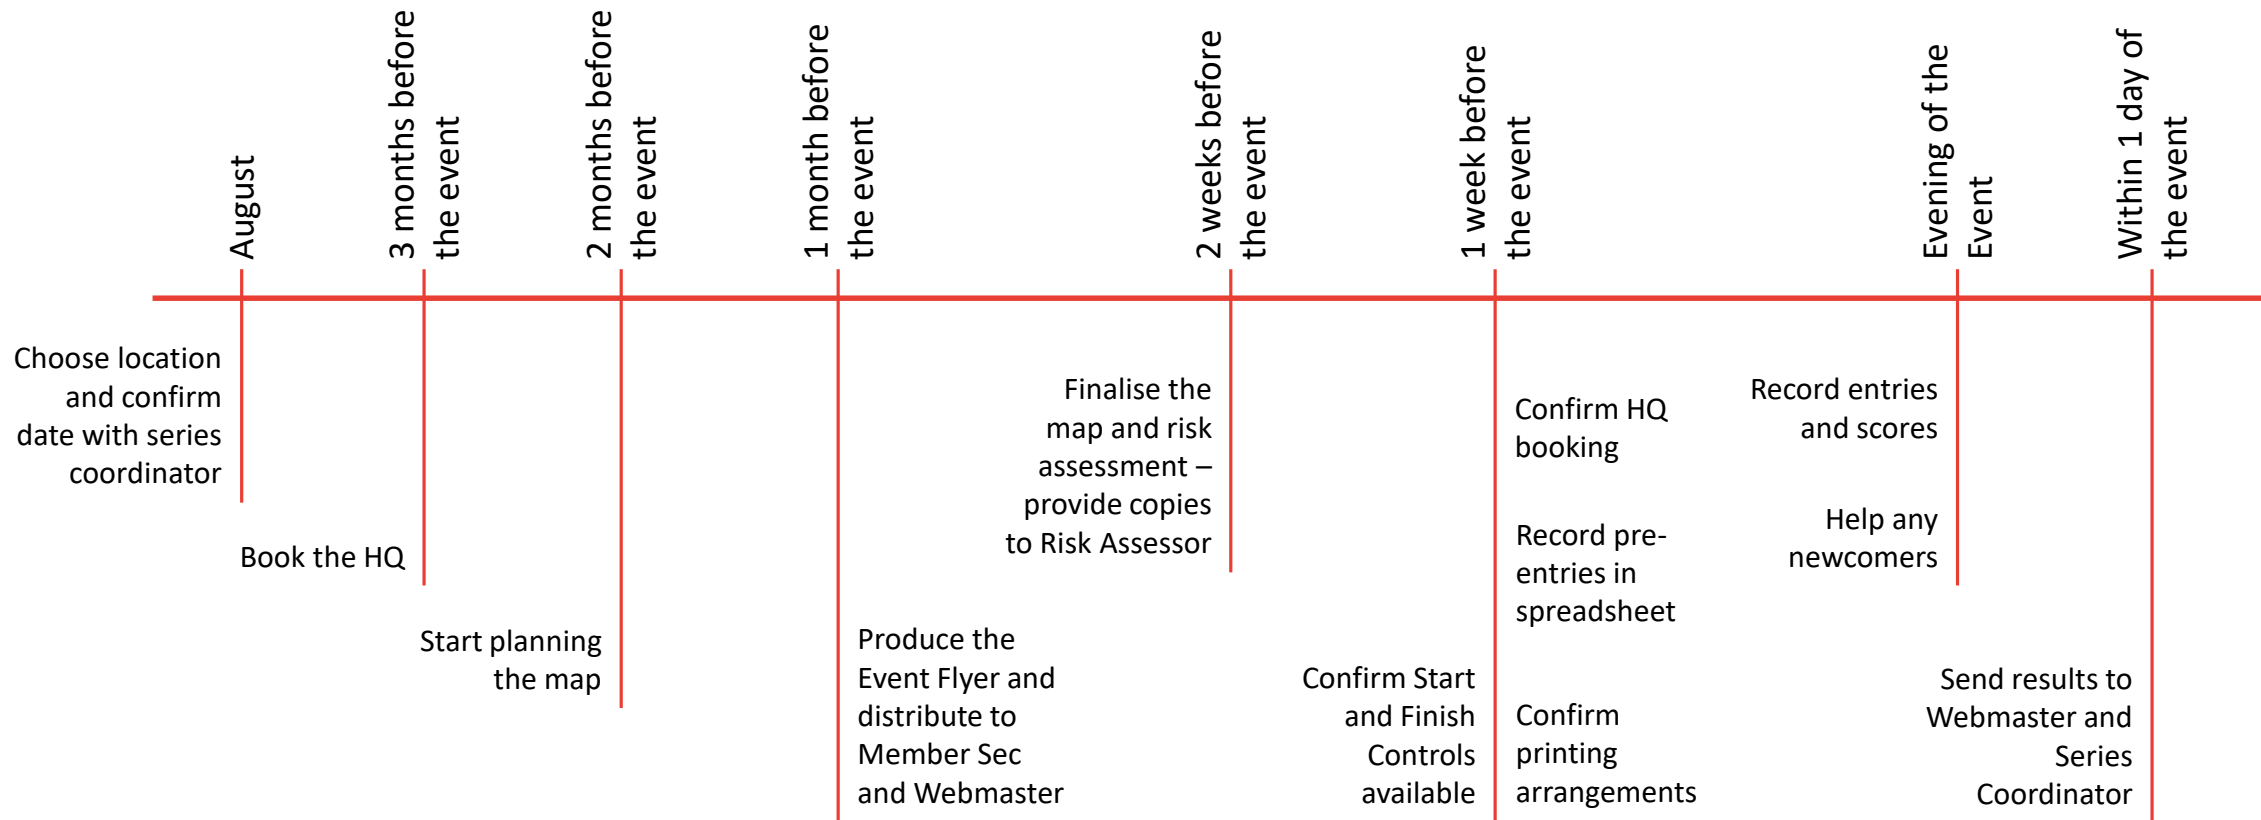 August
3 months before
the event
2 months before
the event
1 month before
the event
2 weeks before
the event
1 week before
the event
Evening of the
Event
Within 1 day of
the event
Choose location
and confirm
date with series
coordinator
Book the HQ
Start planning
the map
Produce the
Event Flyer and
distribute to
Member Sec
and Webmaster
Finalise the
map and risk
assessment –
provide copies
to Risk Assessor
Confirm Start
and Finish
Controls
available
Confirm HQ
booking
Record pre-
entries in
spreadsheet
Confirm
printing
arrangements
Record entries
and scores
Help any
newcomers
Send results to
Webmaster and
Series
Coordinator